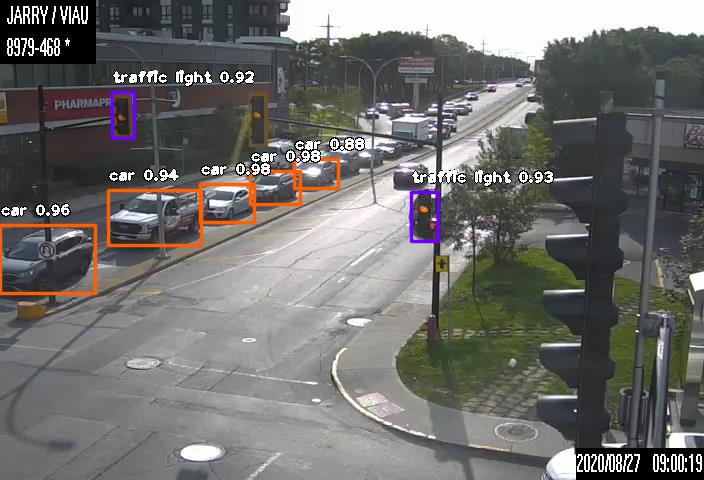 JARRY / VIAU
8979-468 *
traffic light 0.92
PHARMAPR
car 0.88
car 0.98
car 0.98
car 0.94
traffic light 0.93
car 0.96
2020/08/27 09:00:19